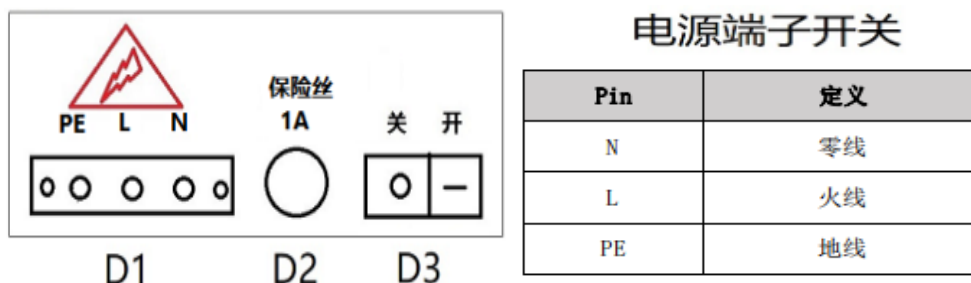 电源端子开关
保险丝
PE L N 1A 关 开
D1 D2 D3
Pin 定义
N 零线
L 火线
PE 地线